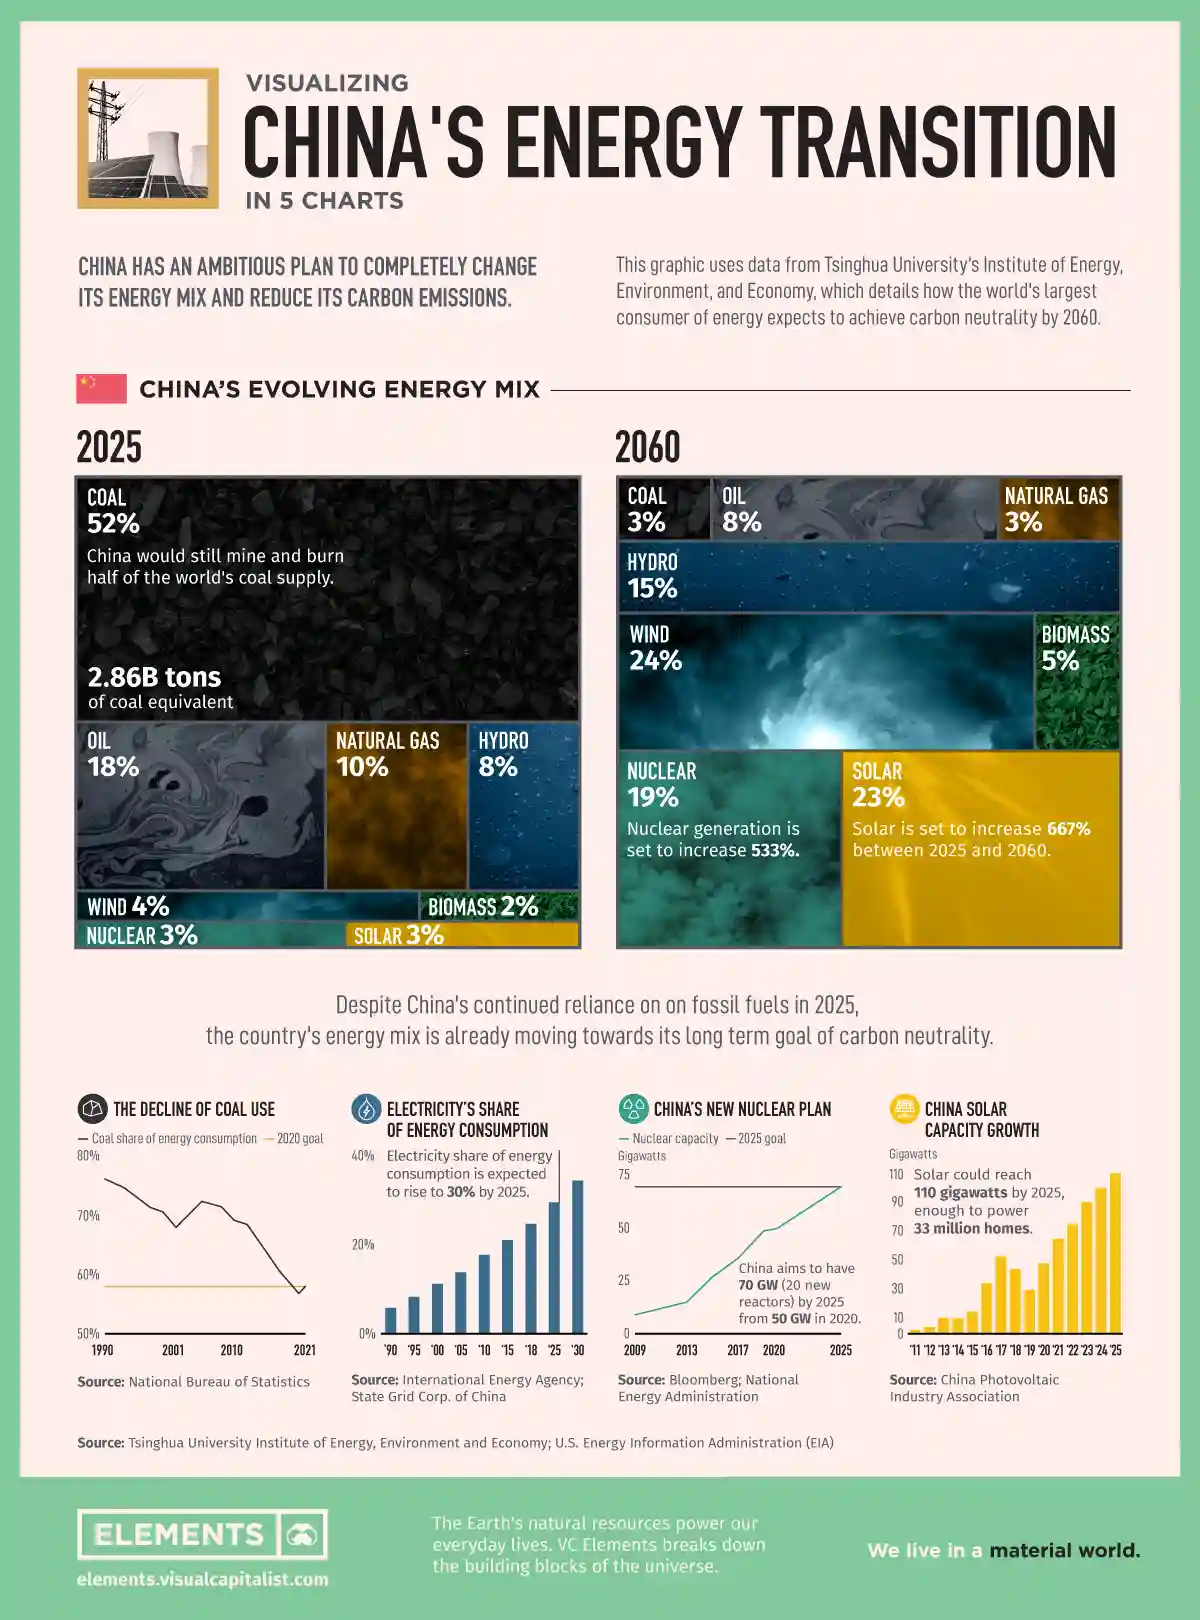 VISUALIZING
CHINA'S ENERGY TRANSITION
IN 5 CHARTS
CHINA HAS AN AMBITIOUS PLAN TO COMPLETELY CHANGE
ITS ENERGY MIX AND REDUCE ITS CARBON EMISSIONS.
This graphic uses data from Tsinghua University's Institute of Energy,
Environment, and Economy, which details how the world's largest
consumer of energy expects to achieve carbon neutrality by 2060.
CHINA'S EVOLVING ENERGY MIX
2025
COAL
52%
China would still mine and burn
half of the world's coal supply.
2.86B tons
of coal equivalent
OIL
18%
NATURAL GAS
10%
HYDRO
8%
WIND 4%
BIOMASS 2%
NUCLEAR 3%
SOLAR 3%
2060
COAL
3%
OIL
8%
NATURAL GAS
3%
HYDRO
15%
WIND
24%
BIOMASS
5%
NUCLEAR
19%
Nuclear generation is
set to increase 533%.
SOLAR
23%
Solar is set to increase 667%
between 2025 and 2060.
Despite China's continued reliance on on fossil fuels in 2025,
the country's energy mix is already moving towards its long term goal of carbon neutrality.
THE DECLINE OF COAL USE
— Coal share of energy consumption — 2020 goal
80%
70%
60%
50%
1990 2001 2010 2021
Source: National Bureau of Statistics
ELECTRICITY'S SHARE
OF ENERGY CONSUMPTION
40%
Electricity share of energy
consumption is expected
to rise to 30% by 2025.
20%
0%
'90 '95 '00 '05 '10 '15 '18 '25 '30
Source: International Energy Agency;
State Grid Corp. of China
CHINA'S NEW NUCLEAR PLAN
— Nuclear capacity — 2025 goal
Gigawatts
75
50
25
0
China aims to have
70 GW (20 new
reactors) by 2025
from 50 GW in 2020.
2009 2013 2017 2020 2025
Source: Bloomberg; National
Energy Administration
CHINA SOLAR
CAPACITY GROWTH
Gigawatts
110
90
70
50
30
10
0
Solar could reach
110 gigawatts by 2025,
enough to power
33 million homes.
'11 '12 '13 '14 '15 '16 '17 '18 '19 '20 '21 '22 '23 '24 '25
Source: China Photovoltaic
Industry Association
Source: Tsinghua University Institute of Energy, Environment and Economy; U.S. Energy Information Administration (EIA)
ELEMENTS
elements.visualcapitalist.com
The Earth's natural resources power our
everyday lives. VC Elements breaks down
the building blocks of the universe.
We live in a material world.